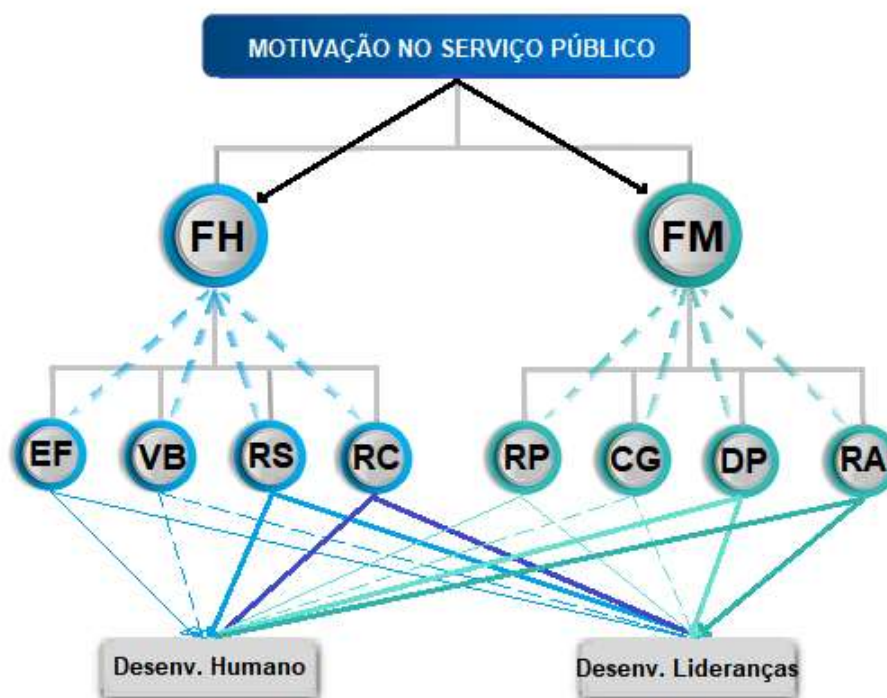 MOTIVAÇÃO NO SERVIÇO PÚBLICO
FH FM
EF VB RS RC RP CG DP RA
Desenv. Humano Desenv. Lideranças